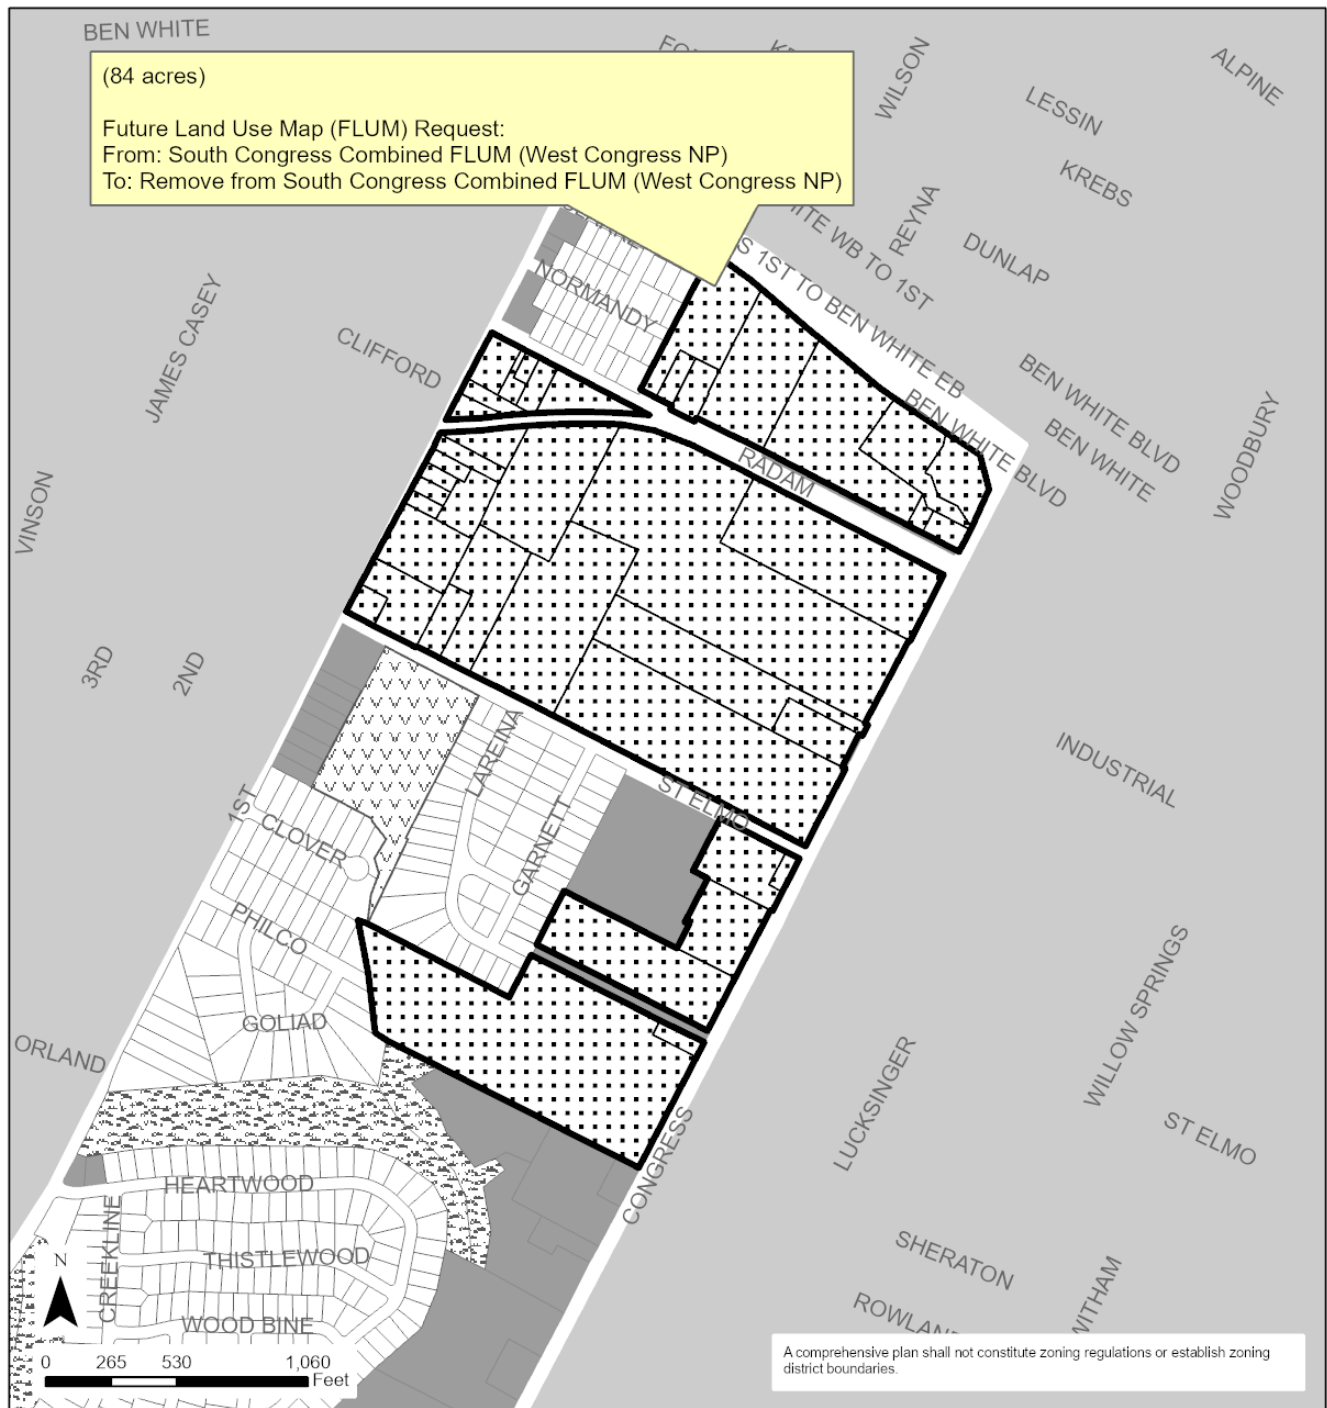 BEN WHITE
(84 acres)
Future Land Use Map (FLUM) Request:
From: South Congress Combined FLUM (West Congress NP)
To: Remove from South Congress Combined FLUM (West Congress NP)
WILSON
ALPINE
LESSIN
KREBS
REYNA
WB TO 1ST
DUNLAP
S 1ST TO BEN WHITE EB
NORMANDY
JAMES CASEY
CLIFFORD
BEN WHITE BLVD
BEN WHITE BLVD
BEN WHITE
WOODBURY
RADAM
VINSON
3RD
2ND
LAREINA
INDUSTRIAL
ST ELMO
1ST
CLOVER
GARNETT
PHILCO
GOLIAD
ORLAND
WILLOW SPRINGS
LUCKSINGER
ST ELMO
CONGRESS
HEARTWOOD
CREEKLINE
THISTLEWOOD
SHERATON
WITHAM
WOOD BINE
N
0 265 530 1,060
Feet
A comprehensive plan shall not constitute zoning regulations or establish zoning
district boundaries.